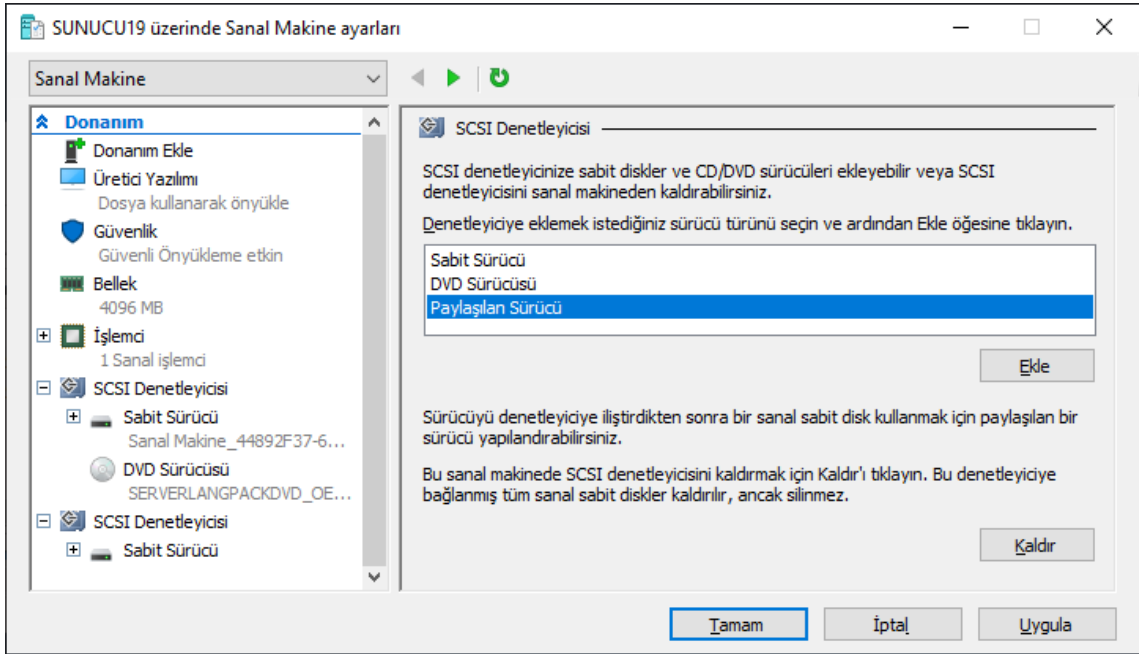 SUNUCU19 üzerinde Sanal Makine ayarları
Sanal Makine
Donanım
Donanım Ekle
Üretici Yazılımı
Dosya kullanarak önyükle
Güvenlik
Güvenli Önyükleme etkin
Bellek
4096 MB
İşlemci
1 Sanal işlemci
SCSI Denetleyicisi
Sabit Sürücü
Sanal Makine_44892F37-6...
DVD Sürücüsü
SERVERLANGPACKDVD_OE...
SCSI Denetleyicisi
Sabit Sürücü
SCSI Denetleyicisi
SCSI denetleyicinize sabit diskler ve CD/DVD sürücüleri ekleyebilir veya SCSI
denetleyicisini sanal makineden kaldırabilirsiniz.
Denetleyiciye eklemek istediğiniz sürücü türünü seçin ve ardından Ekle öğesine tıklayın.
Sabit Sürücü
DVD Sürücüsü
Paylaşılan Sürücü
Ekle
Sürücüyü denetleyiciye iliştirdikten sonra bir sanal sabit disk kullanmak için paylaşılan bir
sürücü yapılandırabilirsiniz.
Bu sanal makinede SCSI denetleyicisini kaldırmak için Kaldır'ı tıklayın. Bu denetleyiciye
bağlanmış tüm sanal sabit diskler kaldırılır, ancak silinmez.
Kaldır
Tamam
İptal
Uygula